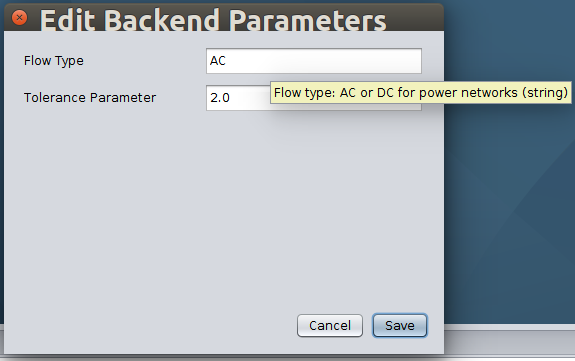 Edit Backend Parameters
Flow Type
AC
Flow type: AC or DC for power networks (string)
Tolerance Parameter
2.0
Cancel
Save